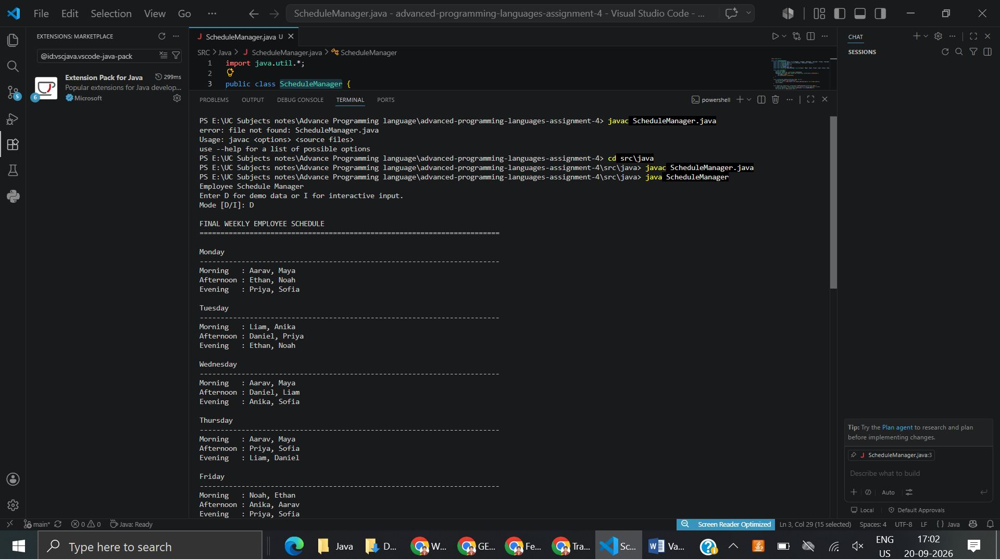 File Edit Selection View Go ··· ScheduleManager.java - advanced-programming-languages-assignment-4 - Visual Studio Code - ...
EXTENSIONS: MARKETPLACE
@id:vscjava.vscode-java-pack
Extension Pack for Java 299ms
Popular extensions for Java develop...
Microsoft
6
5
ScheduleManager.java U
SRC > Java > ScheduleManager.java > ScheduleManager
1 import java.util.*;
2
3 public class ScheduleManager {
PROBLEMS OUTPUT DEBUG CONSOLE TERMINAL PORTS powershell
PS E:\UC Subjects notes\Advance Programming language\advanced-programming-languages-assignment-4> javac ScheduleManager.java
error: file not found: ScheduleManager.java
Usage: javac <options> <source files>
use --help for a list of possible options
PS E:\UC Subjects notes\Advance Programming language\advanced-programming-languages-assignment-4> cd src\java
PS E:\UC Subjects notes\Advance Programming language\advanced-programming-languages-assignment-4\src\java> javac ScheduleManager.java
PS E:\UC Subjects notes\Advance Programming language\advanced-programming-languages-assignment-4\src\java> java ScheduleManager
Employee Schedule Manager
Enter D for demo data or I for interactive input.
Mode [D/I]: D
FINAL WEEKLY EMPLOYEE SCHEDULE
========================================================================
Monday
------------------------------------------------------------------------
Morning   : Aarav, Maya
Afternoon : Ethan, Noah
Evening   : Priya, Sofia
Tuesday
------------------------------------------------------------------------
Morning   : Liam, Anika
Afternoon : Daniel, Priya
Evening   : Ethan, Noah
Wednesday
------------------------------------------------------------------------
Morning   : Aarav, Maya
Afternoon : Daniel, Liam
Evening   : Anika, Sofia
Thursday
------------------------------------------------------------------------
Morning   : Aarav, Maya
Afternoon : Priya, Sofia
Evening   : Liam, Daniel
Friday
------------------------------------------------------------------------
Morning   : Noah, Ethan
Afternoon : Anika, Aarav
Evening   : Priya, Sofia
CHAT
SESSIONS
Tip: Try the Plan agent to research and plan
before implementing changes.
ScheduleManager.java:3
Describe what to build
Auto
Local Default Approvals
main* 0 0 Java: Ready Screen Reader Optimized Ln 3, Col 29 (15 selected) Spaces: 4 UTF-8 LF {} Java
Type here to search Java D... W... GE... Fe... Tra... Sc... Va... ENG 17:02
US 20-09-2026